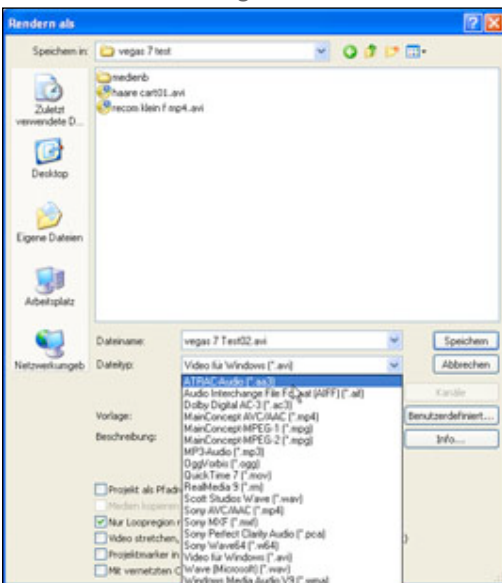 Rendern als
Speichern in:
vegas 7 test
medenb
haare cart01.avi
recom klein f mp4.avi
Zuletzt
verwendete D...
Desktop
Eigene Dateien
Arbeitsplatz
Netzwerkumgeb
Dateiname:
vegas 7 Test02.avi
Speichern
Dateityp:
Video für Windows (*.avi)
Abbrechen
ATRAC-Audio (*.aa3)
Audio Interchange File Format (AIFF) (*.aif)
Kanäle
Dolby Digital AC-3 (*.ac3)
Vorlage:
MainConcept AVC/AAC (*.mp4)
Benutzerdefiniert...
MainConcept MPEG-1 (*.mpg)
Beschreibung:
MainConcept MPEG-2 (*.mpg)
Info...
MP3-Audio (*.mp3)
OggVorbis (*.ogg)
QuickTime 7 (*.mov)
Projekt als Pfad
RealMedia 9 (*.rm)
Medien kopieren
Scott Studios Wave (*.wav)
Nur Loopregion r
Sony AVC/AAC (*.mp4)
Sony MXF (*.mxf)
Video stretchen,
Sony Perfect Clarity Audio (*.pca)
Sony Wave64 (*.w64)
Projektmarker in
Video für Windows (*.avi)
Mit vernetzten C
Wave (Microsoft) (*.wav)
Windows Media Audio V9 (*.wma)